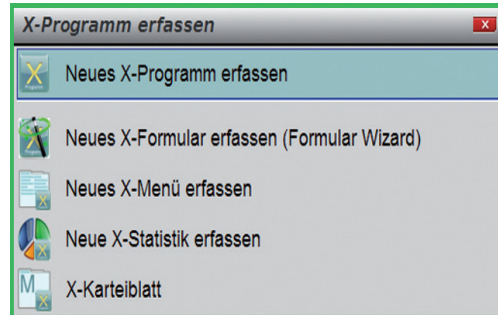 X-Programm erfassen
Neues X-Programm erfassen
Neues X-Formular erfassen (Formular Wizard)
Neues X-Menü erfassen
Neue X-Statistik erfassen
X-Karteiblatt